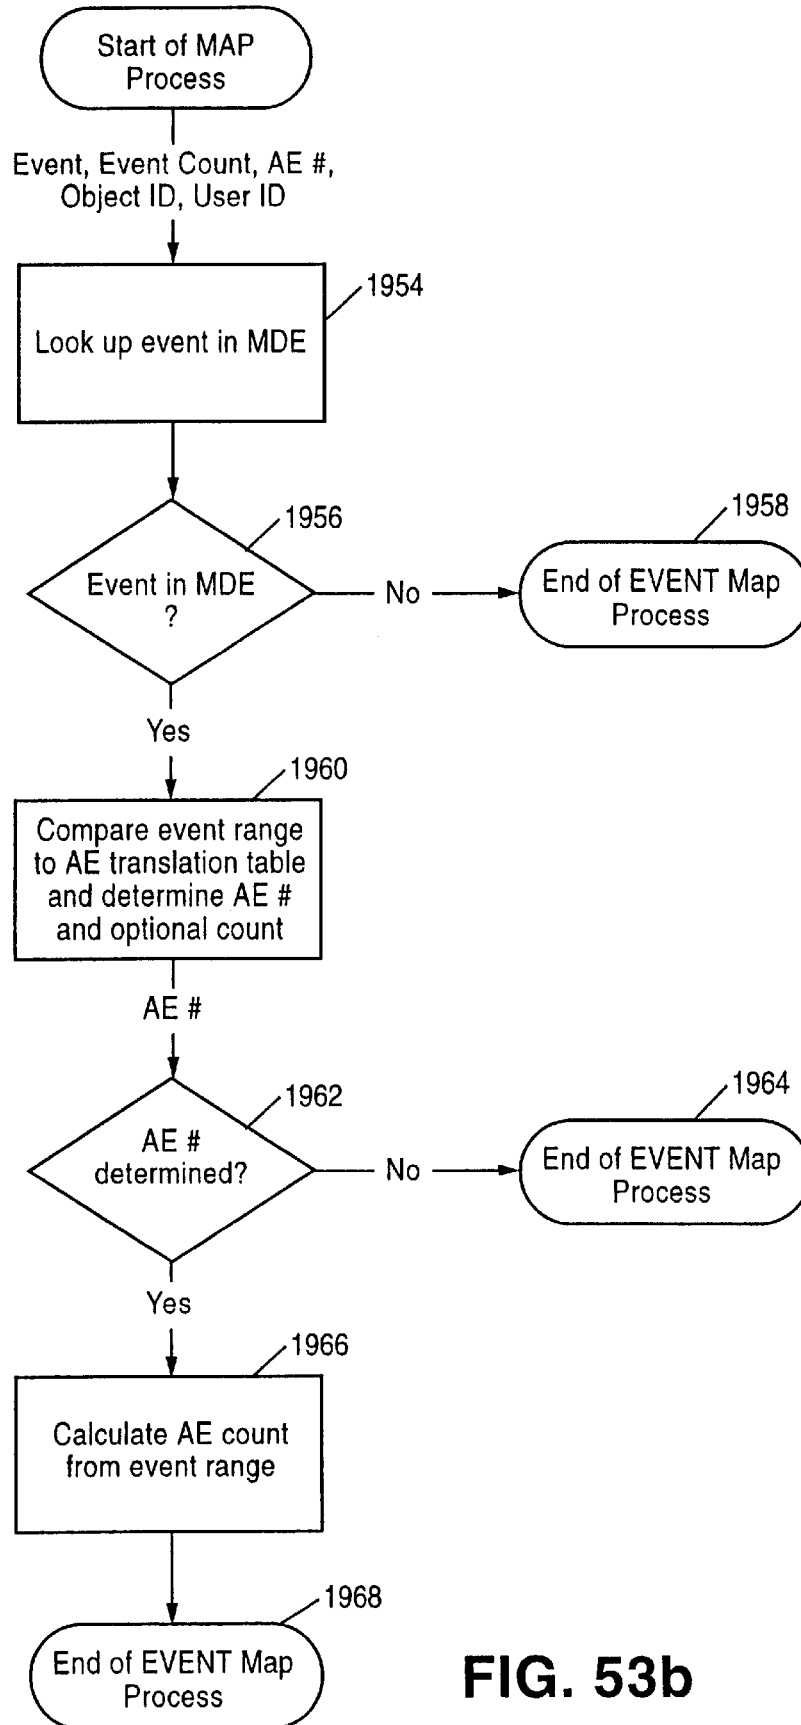 Start of MAP
Process
Event, Event Count, AE #,
Object ID, User ID
1954
Look up event in MDE
1956
Event in MDE
?
No
1958
End of EVENT Map
Process
Yes
1960
Compare event range
to AE translation table
and determine AE #
and optional count
AE #
1962
AE #
determined?
No
1964
End of EVENT Map
Process
Yes
1966
Calculate AE count
from event range
1968
End of EVENT Map
Process
FIG. 53b